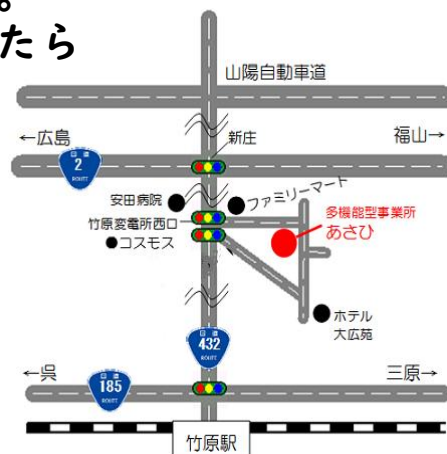 。
たら
山陽自動車道
←広島
新庄
福山→
国道
2
ROUTE
安田病院
ファミリーマート
竹原変電所西口
多機能型事業所
あさひ
コスモス
ホテル
大広苑
国道
432
ROUTE
←呉
国道
185
ROUTE
三原→
竹原駅